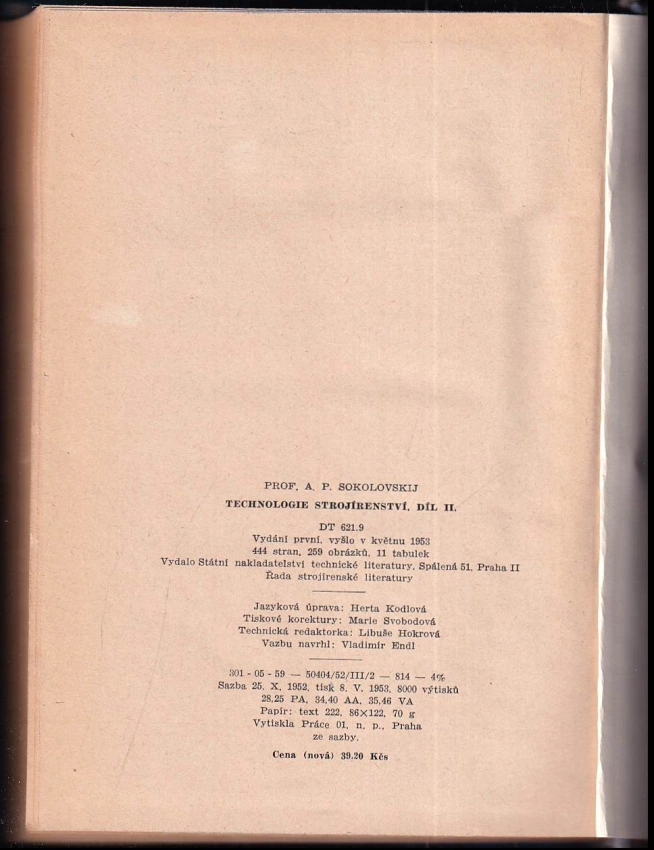 PROF. A. P. SOKOLOVSKIJ
TECHNOLOGIE STROJÍRENSTVÍ, DÍL II.
DT 621.9
Vydání první, vyšlo v květnu 1953
444 stran, 259 obrázků, 11 tabulek
Vydalo Státní nakladatelství technické literatury, Spálená 51, Praha II
Řada strojírenské literatury
Jazyková úprava: Herta Kodlová
Tiskové korektury: Marie Svobodová
Technická redaktorka: Libuše Hokrová
Vazbu navrhl: Vladimír Endl
301 - 05 - 59 — 50404/52/III/2 — 814 — 4%
Sazba 25. X. 1952, tisk 8. V. 1953, 8000 výtisků
28,25 PA, 34,40 AA, 35,46 VA
Papír: text 222, 86×122, 70 g
Vytiskla Práce 01, n. p., Praha
ze sazby.
Cena (nová) 39.20 Kčs